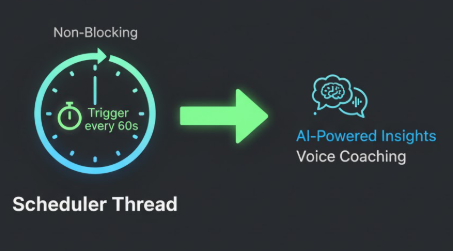 Non-Blocking
Trigger
every 60s
Scheduler Thread
AI-Powered Insights
Voice Coaching